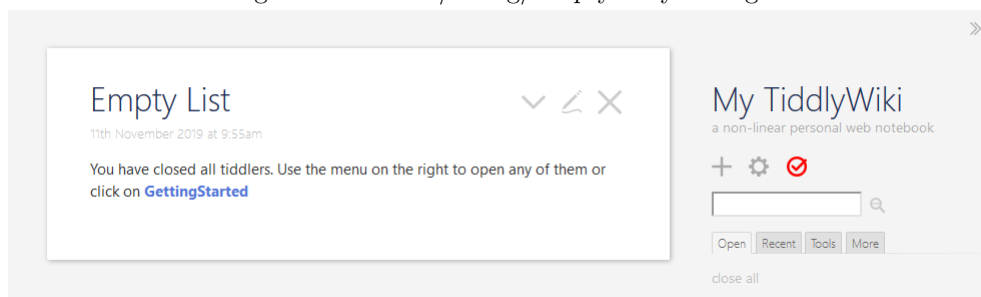 Empty List
11th November 2019 at 9:55am
You have closed all tiddlers. Use the menu on the right to open any of them or
click on GettingStarted
My TiddlyWiki
a non-linear personal web notebook
Open Recent Tools More
close all